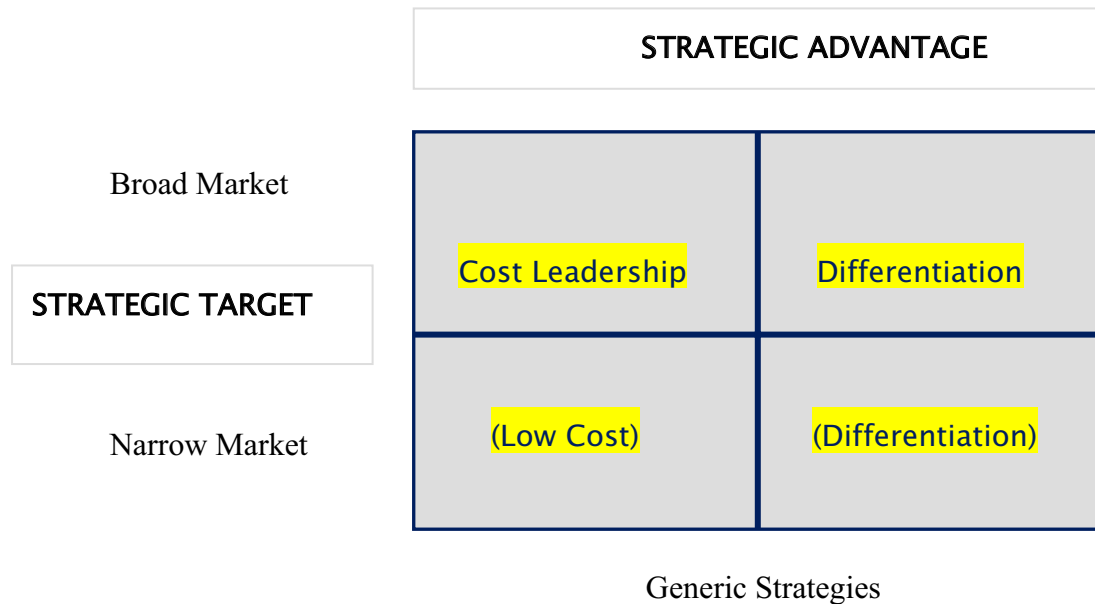 STRATEGIC ADVANTAGE
Broad Market
Cost Leadership
Differentiation
STRATEGIC TARGET
Narrow Market
(Low Cost)
(Differentiation)
Generic Strategies